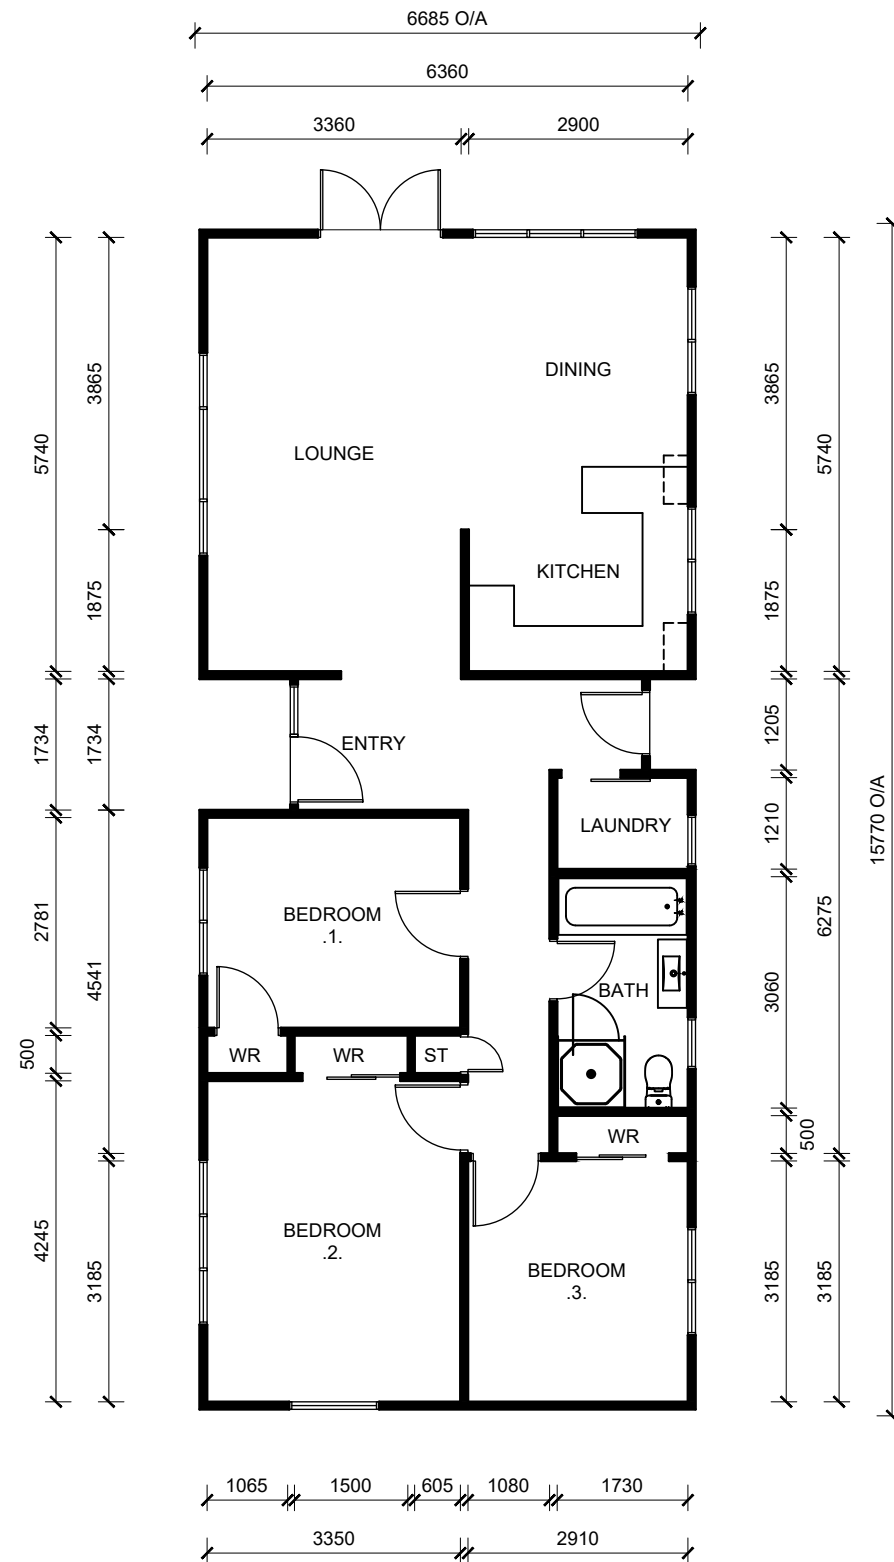 6685 O/A
6360
3360
2900
5740
3865
1875
1734
1734
2781
4541
500
4245
3185
DINING
LOUNGE
KITCHEN
ENTRY
LAUNDRY
BEDROOM
.1.
BATH
WR
WR
ST
WR
BEDROOM
.2.
BEDROOM
.3.
3865
5740
1875
1205
1210
15770 O/A
6275
3060
500
3185
3185
1065
1500
605
1080
1730
3350
2910